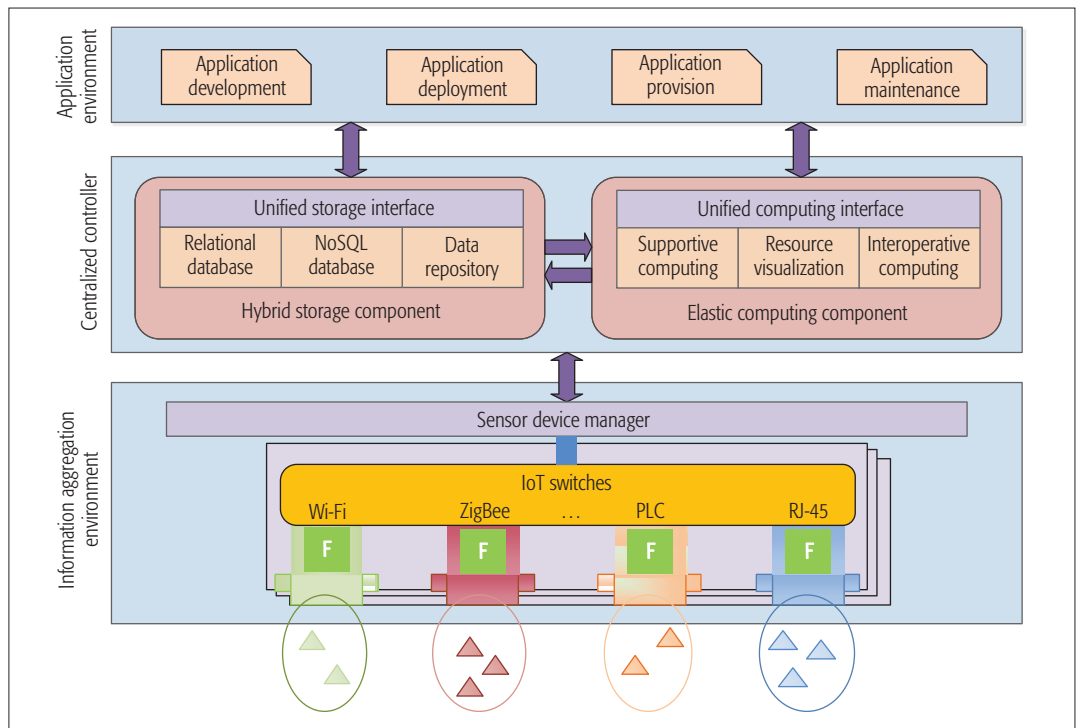 Application
environment
Application
development
Application
deployment
Application
provision
Application
maintenance
Centralized controller
Unified storage interface
Relational
database
NoSQL
database
Data
repository
Hybrid storage component
Unified computing interface
Supportive
computing
Resource
visualization
Interoperative
computing
Elastic computing component
Information aggregation
environment
Sensor device manager
IoT switches
Wi-Fi
ZigBee
...
PLC
RJ-45
F
F
F
F